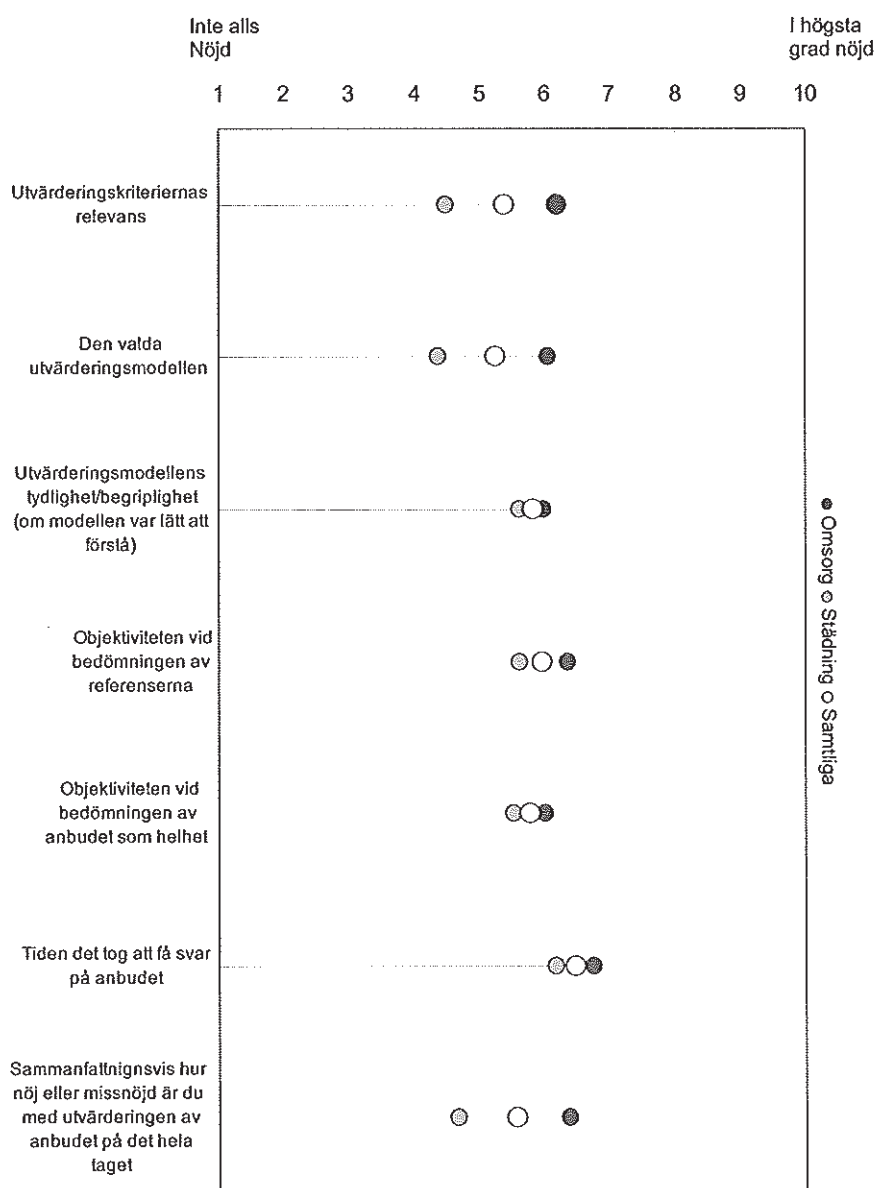 Inte alls
Nöjd
I högsta
grad nöjd
1 2 3 4 5 6 7 8 9 10
Utvärderingskriteriernas
relevans
Den valda
utvärderingsmodellen
Utvärderingsmodellens
tydlighet/begriplighet
(om modellen var lätt att
förstå)
Objektiviteten vid
bedömningen av
referenserna
Objektiviteten vid
bedömningen av
anbudet som helhet
Tiden det tog att få svar
på anbudet
Sammanfattnignsvis hur
nöj eller missnöjd är du
med utvärderingen av
anbudet på det hela
taget
Omsorg Städning Samtliga